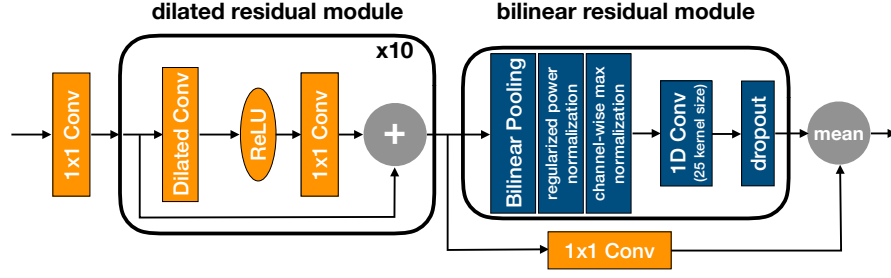 dilated residual module
bilinear residual module
x10
1x1 Conv
Dilated Conv
ReLU
1x1 Conv
+
Bilinear Pooling
regularized power
normalization
channel-wise max
normalization
1D Conv
(25 kernel size)
dropout
mean
1x1 Conv